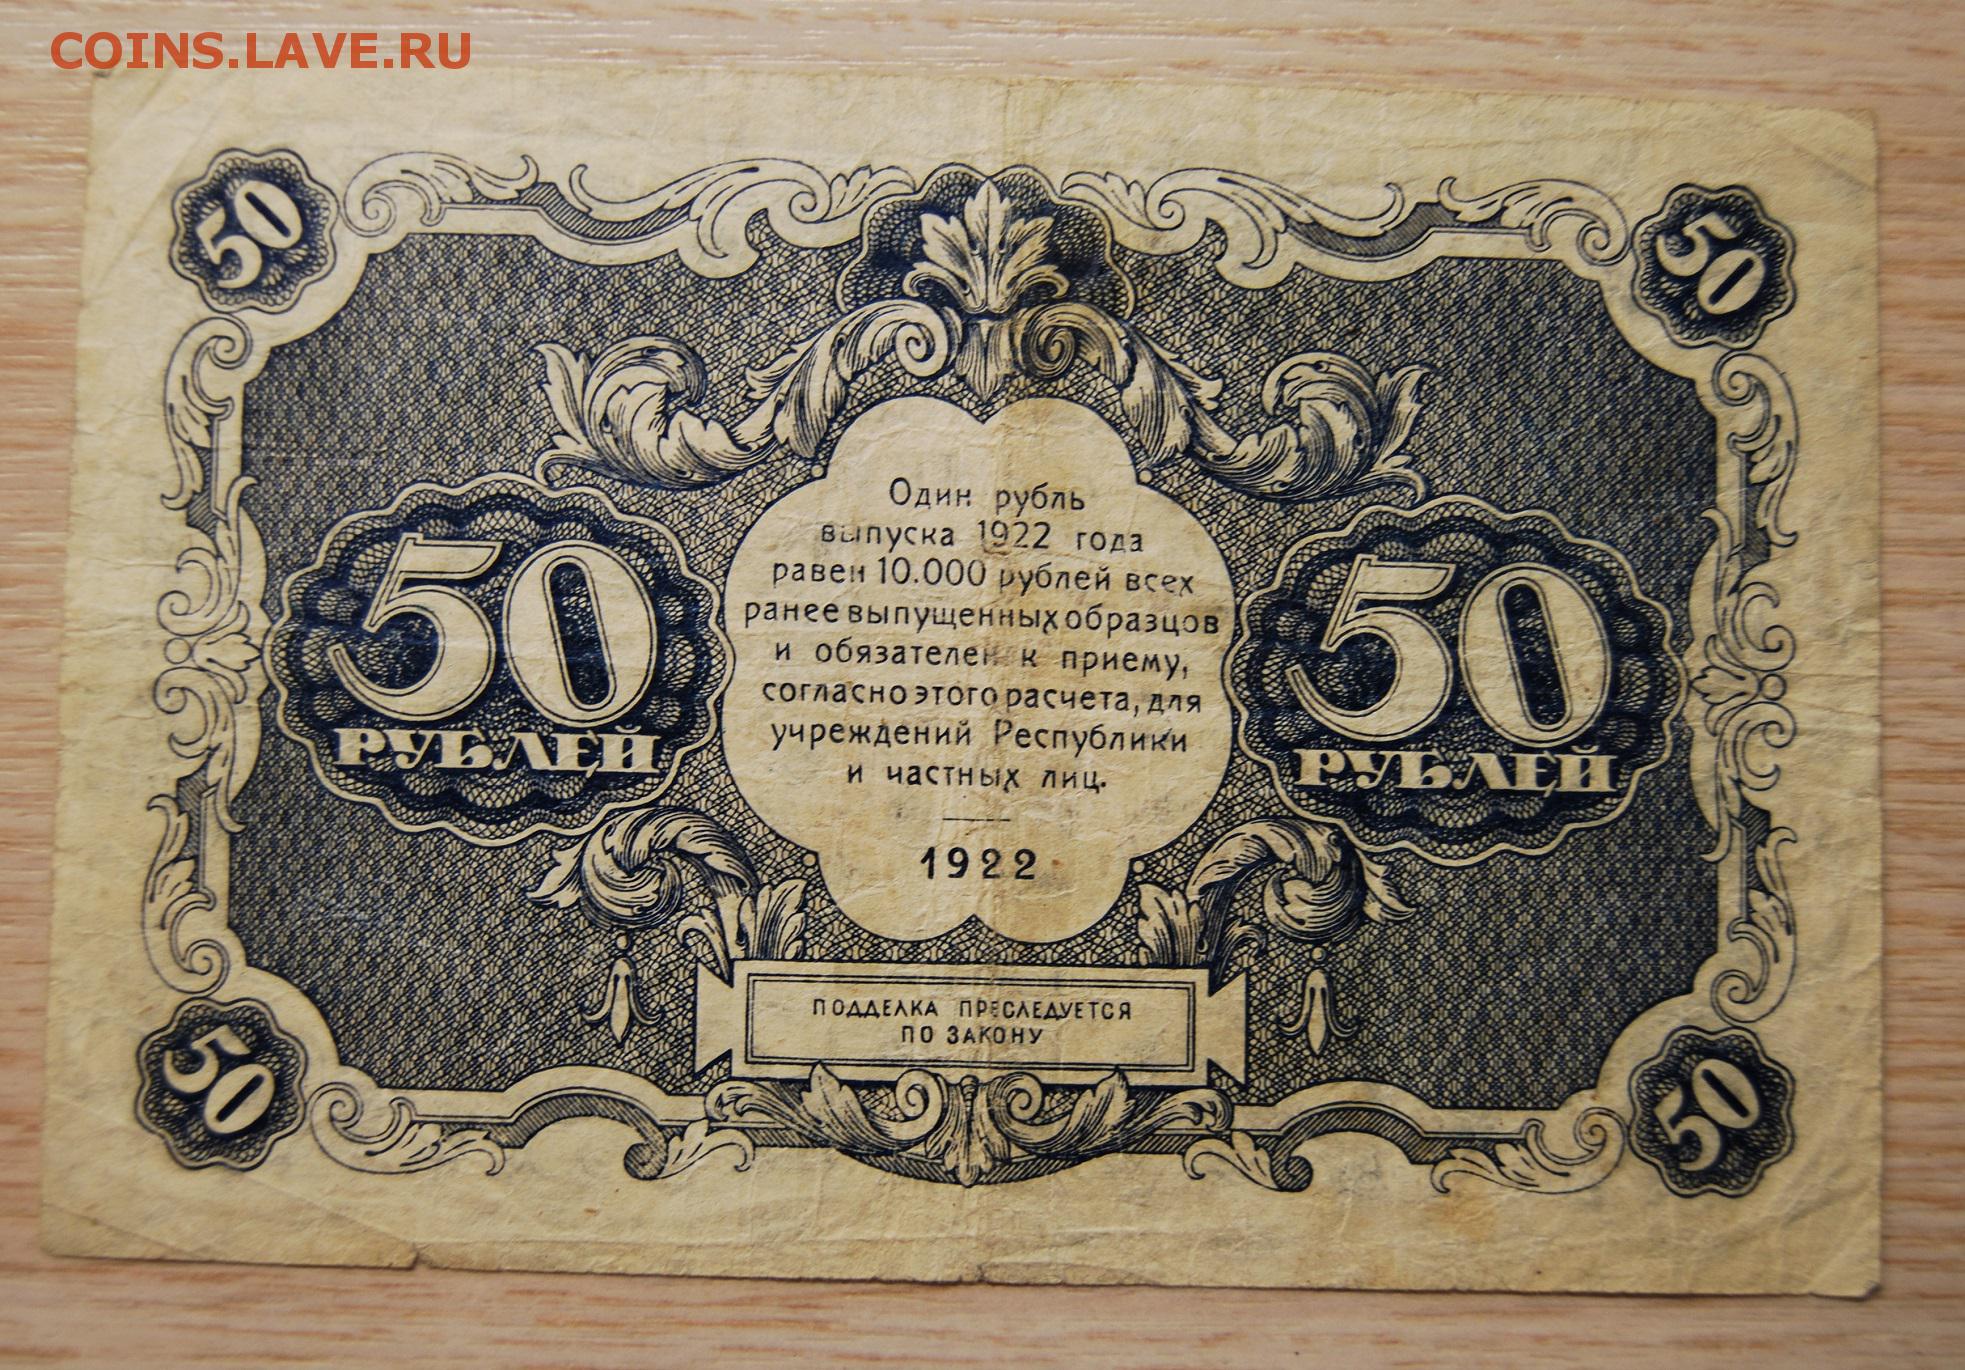 COINS.LAVE.RU
50 50
Один рубль
выпуска 1922 года
равен 10.000 рублей всех
ранее выпущенных образцов
и обязателен к приему,
согласно этого расчета, для
учреждений Республики
и частных лиц.
1922
50 РУБЛЕЙ
50 РУБЛЕЙ
ПОДДЕЛКА ПРЕСЛЕДУЕТСЯ
ПО ЗАКОНУ
50 50